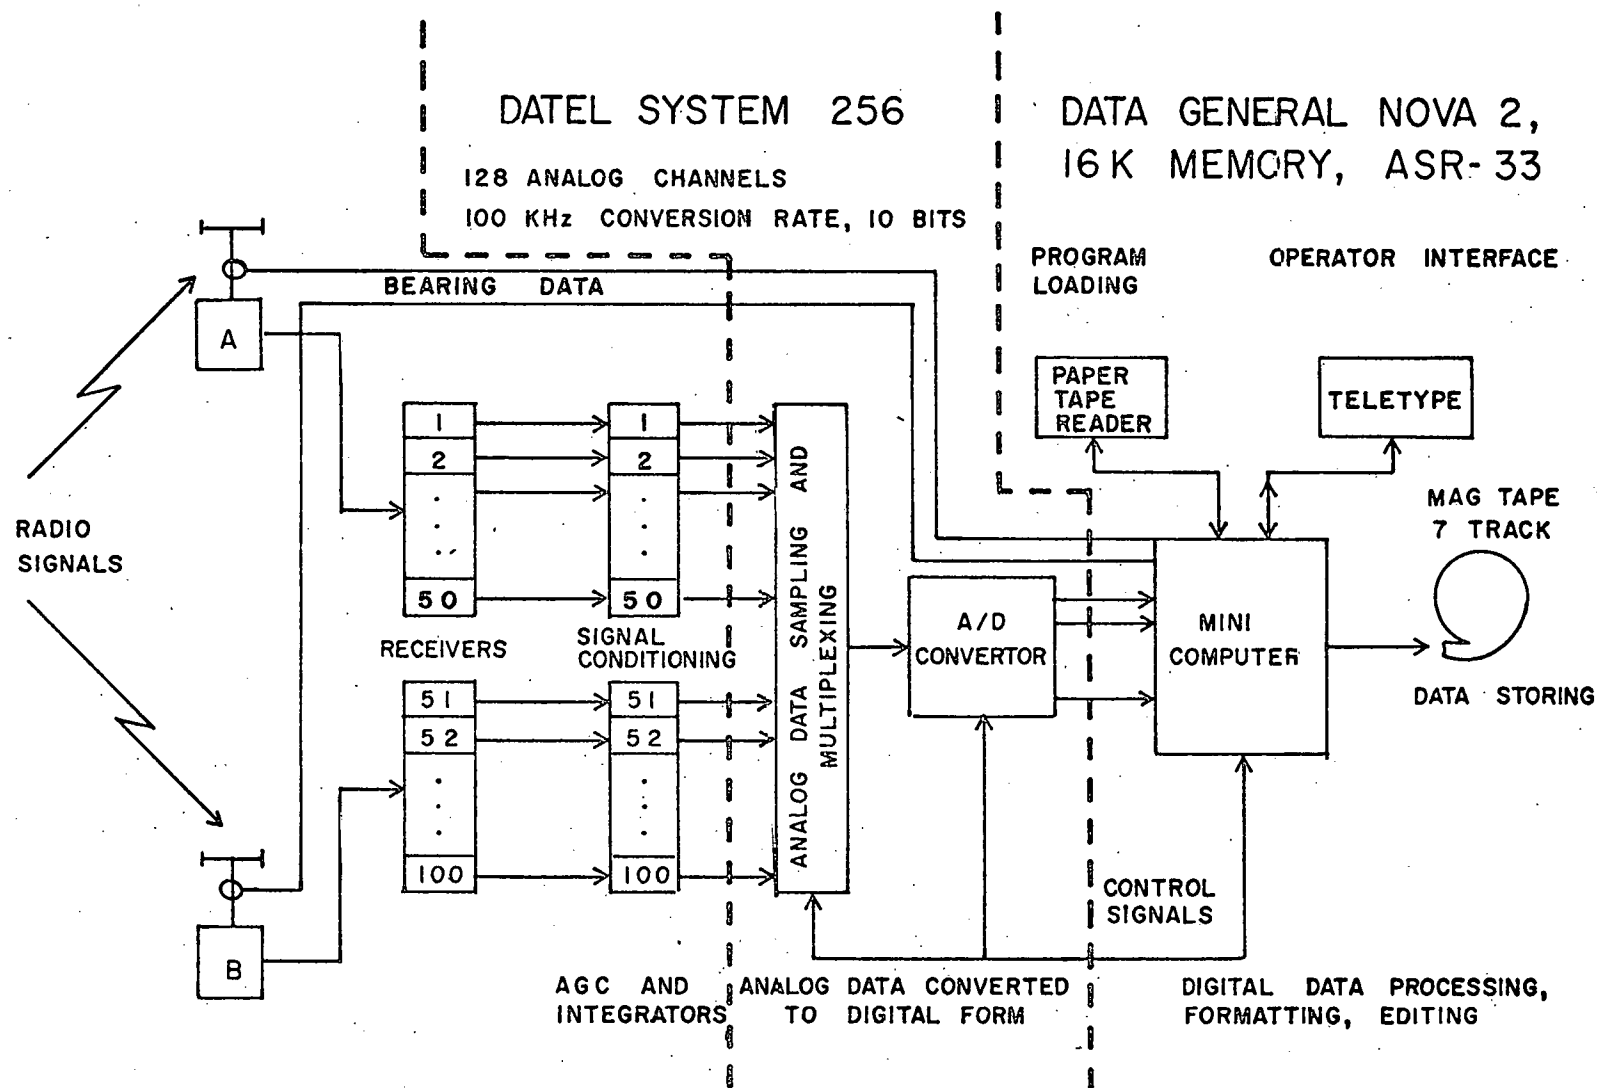 DATEL SYSTEM 256
128 ANALOG CHANNELS
100 KHz CONVERSION RATE, 10 BITS
DATA GENERAL NOVA 2,
16K MEMORY, ASR-33
PROGRAM
LOADING
OPERATOR INTERFACE
BEARING DATA
A
PAPER
TAPE
READER
TELETYPE
RADIO
SIGNALS
1
2
50
RECEIVERS
1
2
50
SIGNAL
CONDITIONING
51
52
100
51
52
100
ANALOG DATA SAMPLING AND
MULTIPLEXING
A/D
CONVERTOR
MINI
COMPUTER
MAG TAPE
7 TRACK
DATA STORING
B
CONTROL
SIGNALS
AGC AND
INTEGRATORS
ANALOG DATA CONVERTED
TO DIGITAL FORM
DIGITAL DATA PROCESSING,
FORMATTING, EDITING